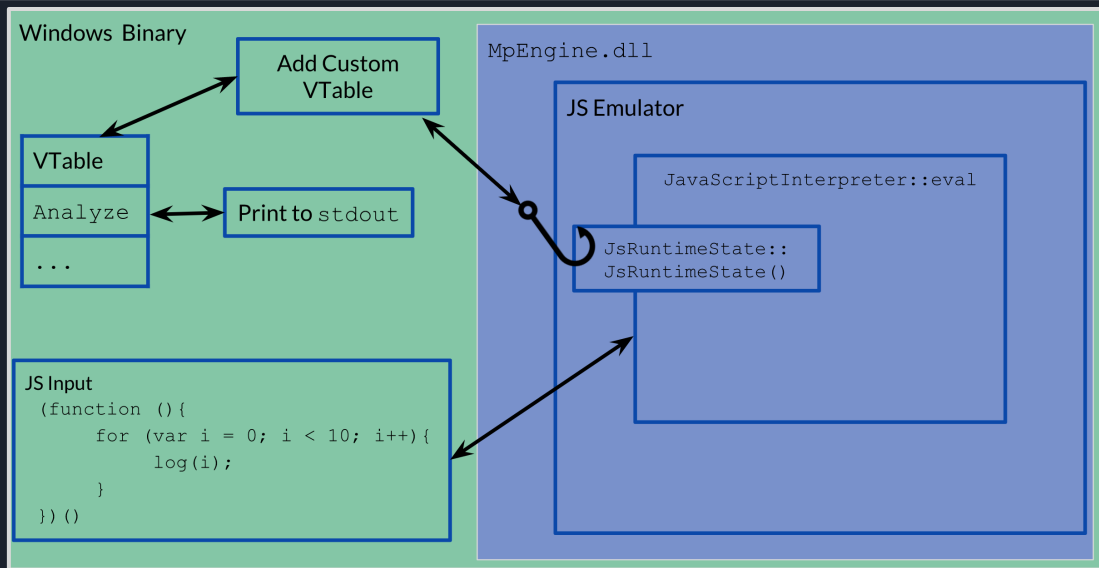 Windows Binary
Add Custom
VTable
VTable
Analyze
...
Print to stdout
JS Input
(function (){
for (var i = 0; i < 10; i++){
log(i);
}
})()
MpEngine.dll
JS Emulator
JavaScriptInterpreter::eval
JsRuntimeState::
JsRuntimeState()